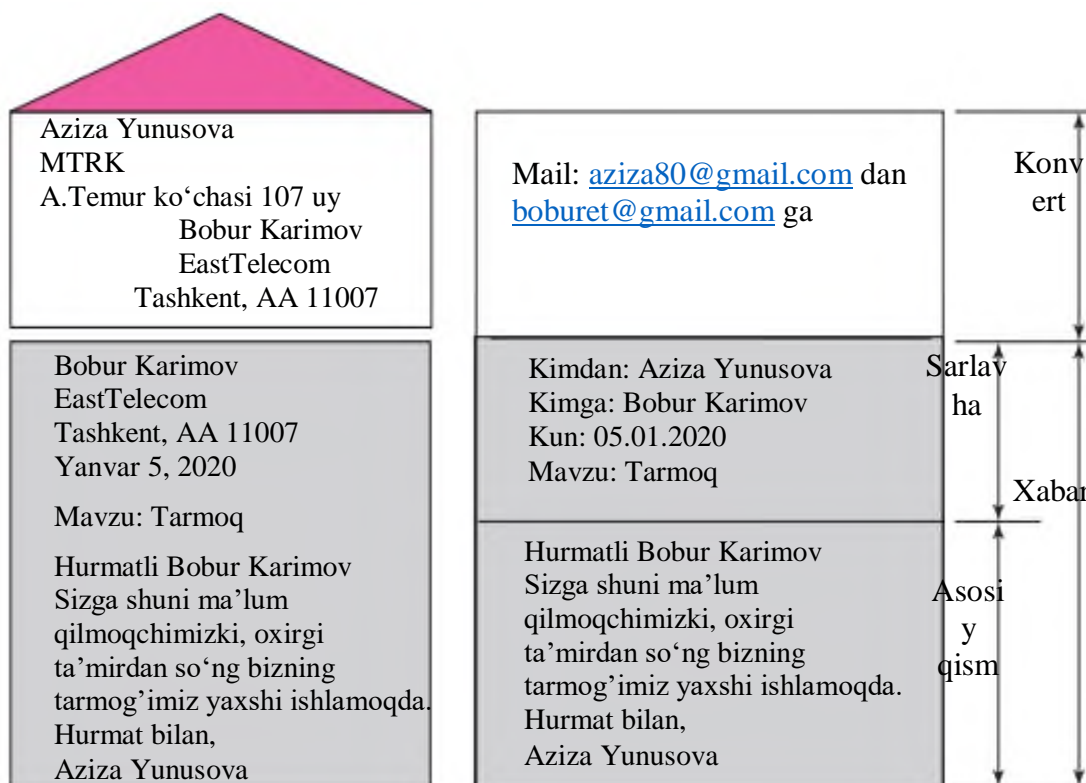 Aziza Yunusova
MTRK
A.Temur ko‘chasi 107 uy
Bobur Karimov
EastTelecom
Tashkent, AA 11007
Bobur Karimov
EastTelecom
Tashkent, AA 11007
Yanvar 5, 2020
Mavzu: Tarmoq
Hurmatli Bobur Karimov
Sizga shuni ma’lum
qilmoqchimizki, oxirgi
ta’mirdan so‘ng bizning
tarmog’imiz yaxshi ishlamoqda.
Hurmat bilan,
Aziza Yunusova
Mail: aziza80@gmail.com dan
boburet@gmail.com ga
Kimdan: Aziza Yunusova
Kimga: Bobur Karimov
Kun: 05.01.2020
Mavzu: Tarmoq
Hurmatli Bobur Karimov
Sizga shuni ma’lum
qilmoqchimizki, oxirgi
ta’mirdan so‘ng bizning
tarmog’imiz yaxshi ishlamoqda.
Hurmat bilan,
Aziza Yunusova
Konv
ert
Sarlav
ha
Xabar
Asosi
y
qism